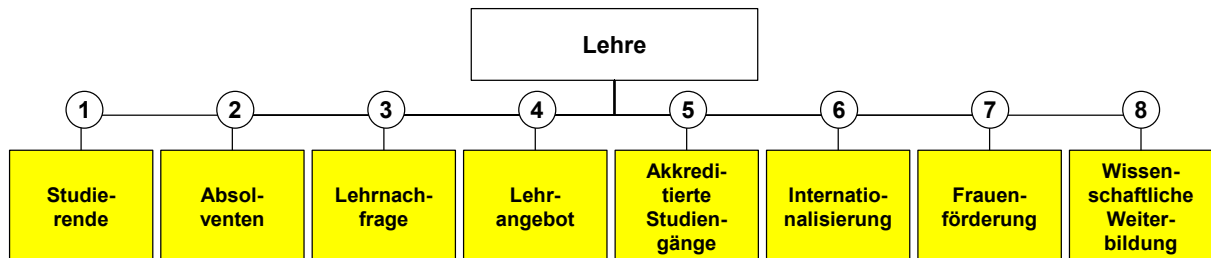 Lehre
1 2 3 4 5 6 7 8
Studie-
rende
Absol-
venten
Lehrnach-
frage
Lehr-
angebot
Akkredi-
tierte
Studien-
gänge
Internatio-
nalisierung
Frauen-
förderung
Wissen-
schaftliche
Weiter-
bildung